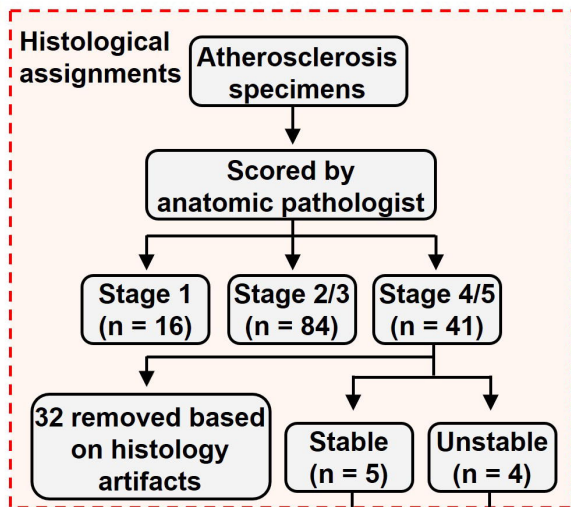 Histological
assignments
Atherosclerosis
specimens
Scored by
anatomic pathologist
Stage 1
(n = 16)
Stage 2/3
(n = 84)
Stage 4/5
(n = 41)
32 removed based
on histology
artifacts
Stable
(n = 5)
Unstable
(n = 4)